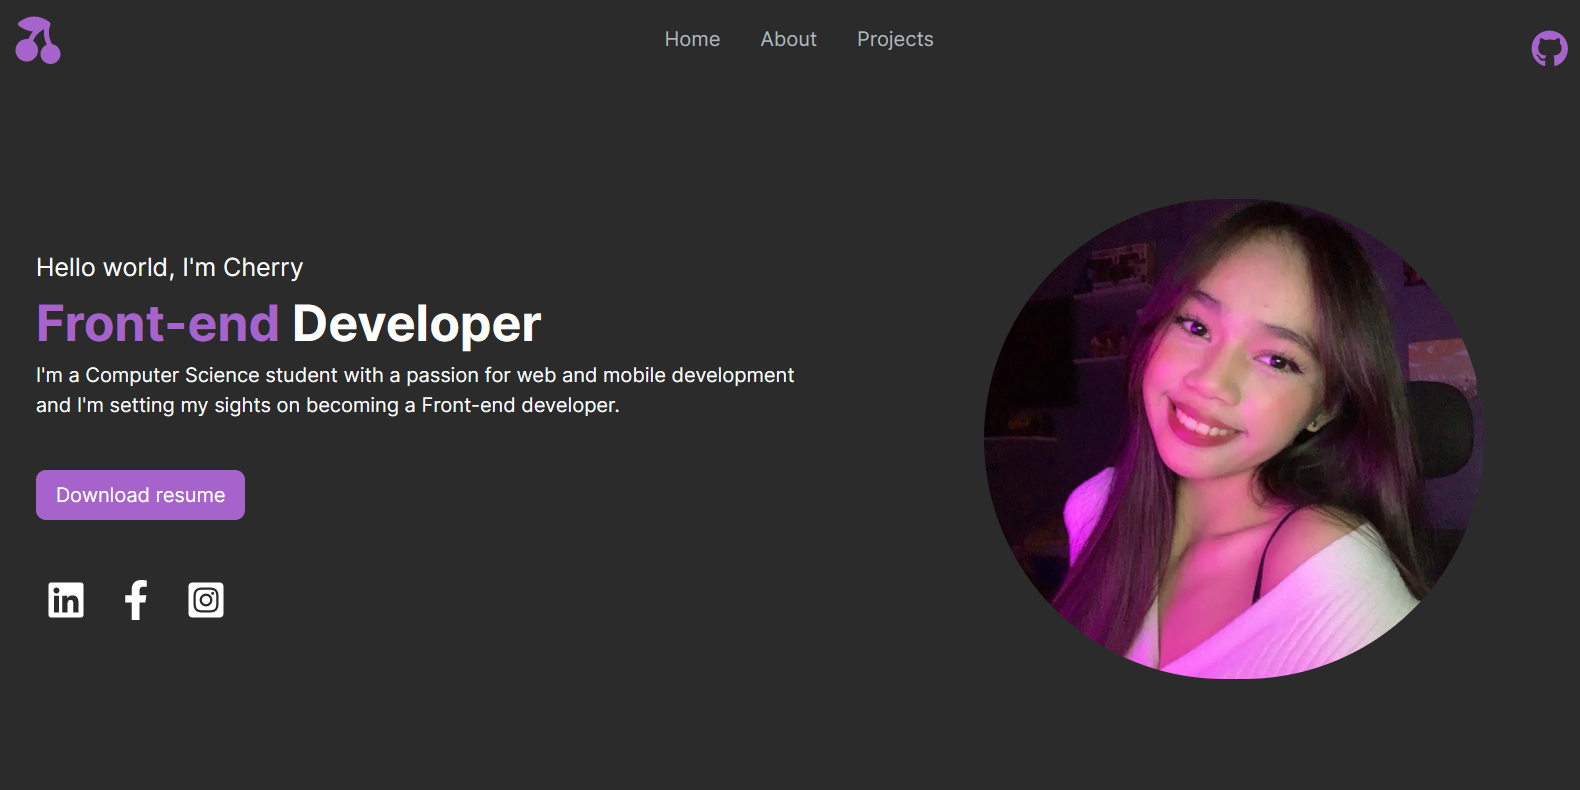 Home
About
Projects
Hello world, I'm Cherry
Front-end Developer
I'm a Computer Science student with a passion for web and mobile development
and I'm setting my sights on becoming a Front-end developer.
Download resume
in